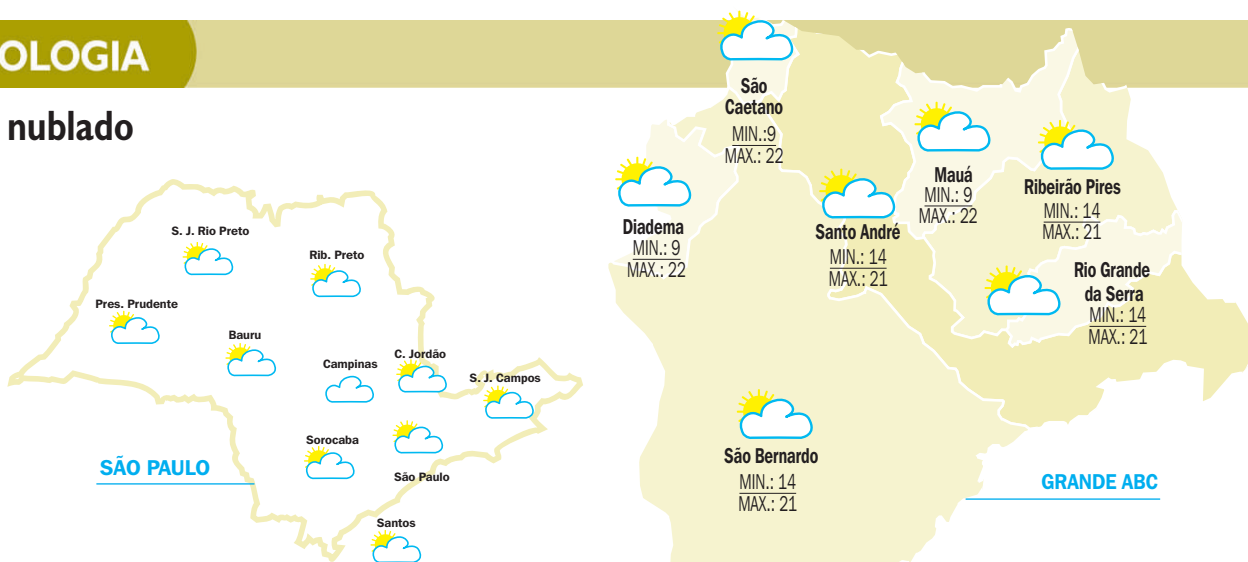 OLOGIA
nublado
S. J. Rio Preto
Rib. Preto
Pres. Prudente
Bauru
Campinas
C. Jordão
S. J. Campos
Sorocaba
São Paulo
Santos
SÃO PAULO
São
Caetano
MIN.:9
MAX.: 22
Diadema
MIN.: 9
MAX.: 22
Santo André
MIN.: 14
MAX.: 21
Mauá
MIN.: 9
MAX.: 22
Ribeirão Pires
MIN.: 14
MAX.: 21
Rio Grande
da Serra
MIN.: 14
MAX.: 21
São Bernardo
MIN.: 14
MAX.: 21
GRANDE ABC